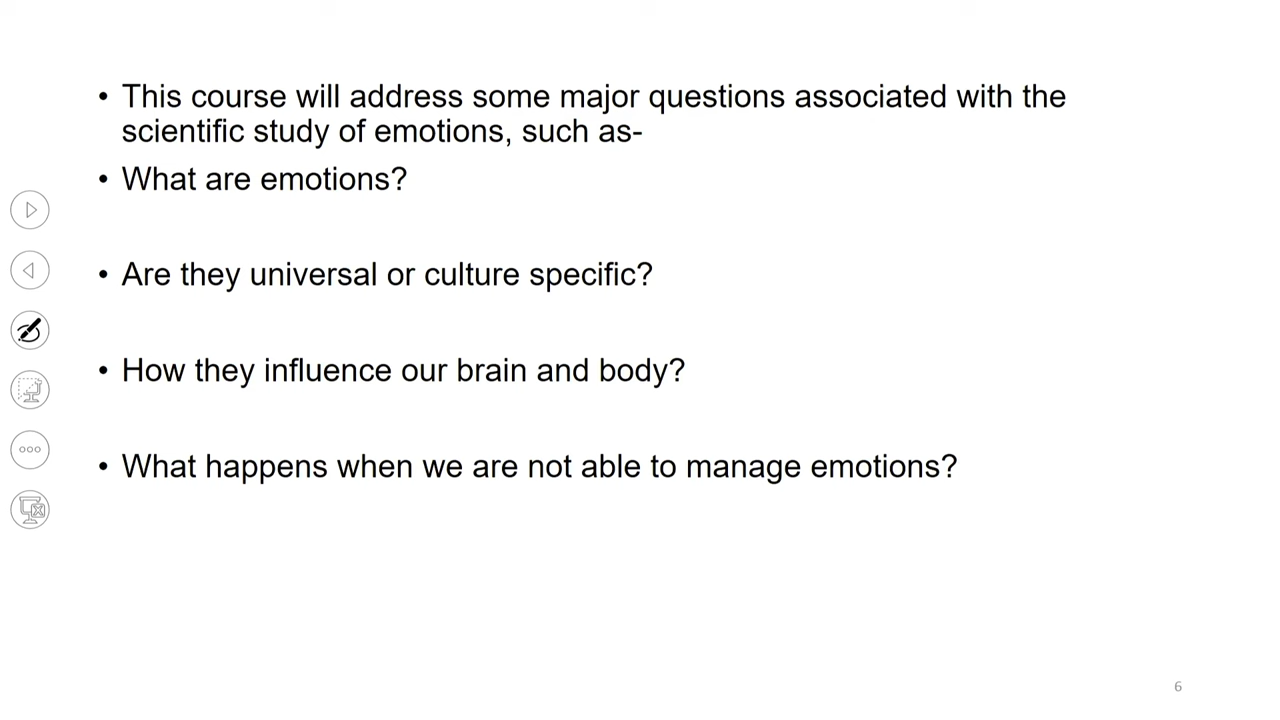 • This course will address some major questions associated with the
scientific study of emotions, such as-
• What are emotions?
• Are they universal or culture specific?
• How they influence our brain and body?
• What happens when we are not able to manage emotions?
6